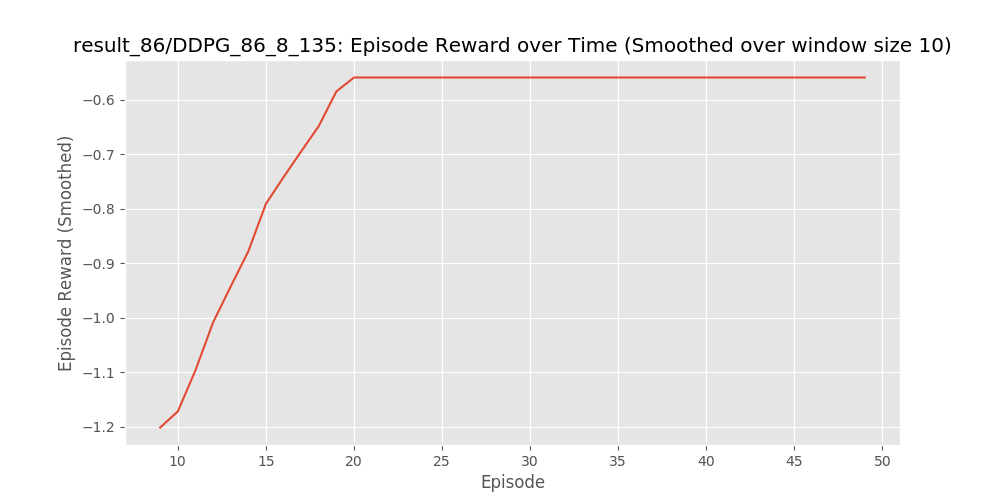 result_86/DDPG_86_8_135: Episode Reward over Time (Smoothed over window size 10)
Episode Reward (Smoothed)
−0.6
−0.7
−0.8
−0.9
−1.0
−1.1
−1.2
10 15 20 25 30 35 40 45 50
Episode